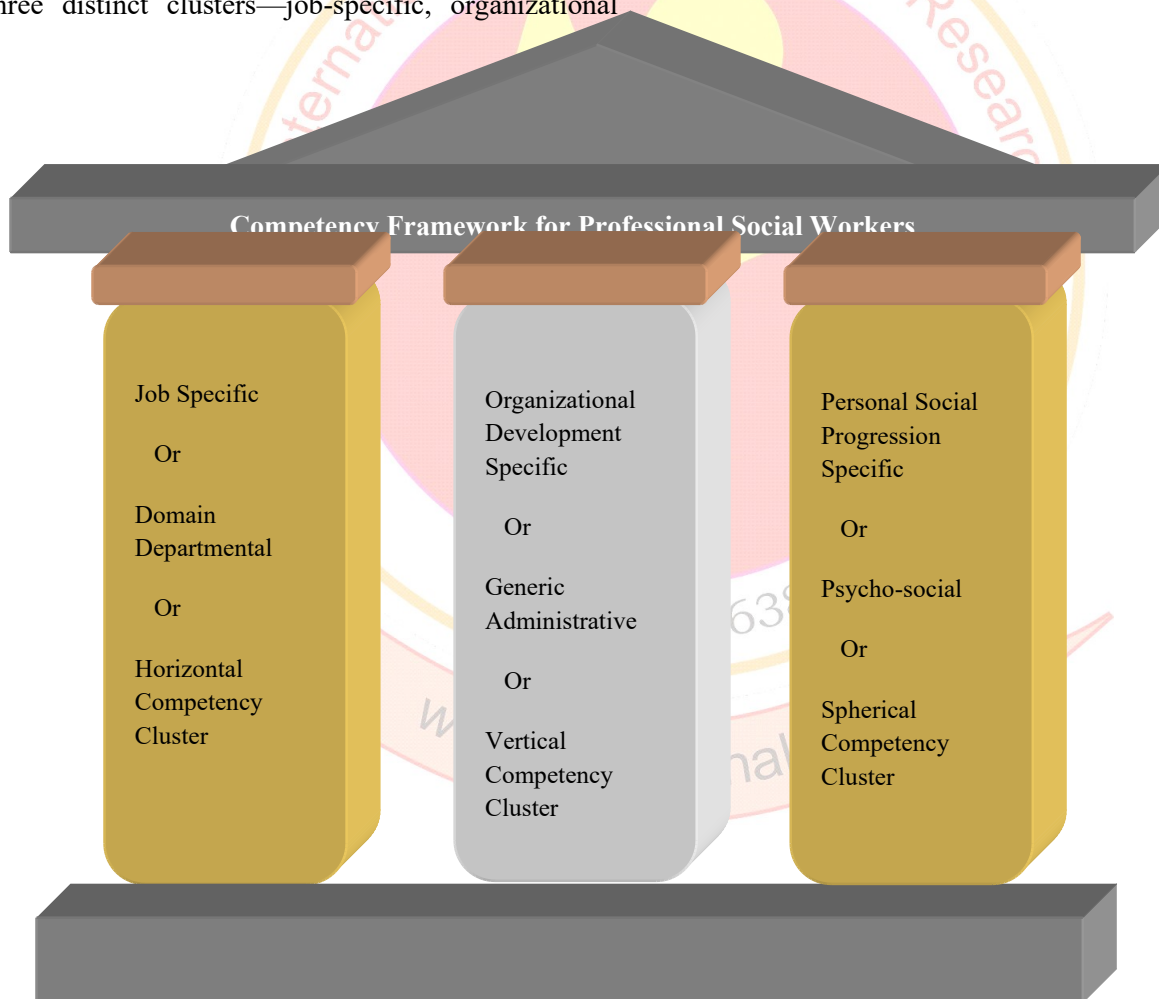 three distinct clusters—job-specific, organizational
Competency Framework for Professional Social Workers
Job Specific
Or
Domain
Departmental
Or
Horizontal
Competency
Cluster
Organizational
Development
Specific
Or
Generic
Administrative
Or
Vertical
Competency
Cluster
Personal Social
Progression
Specific
Or
Psycho-social
Or
Spherical
Competency
Cluster